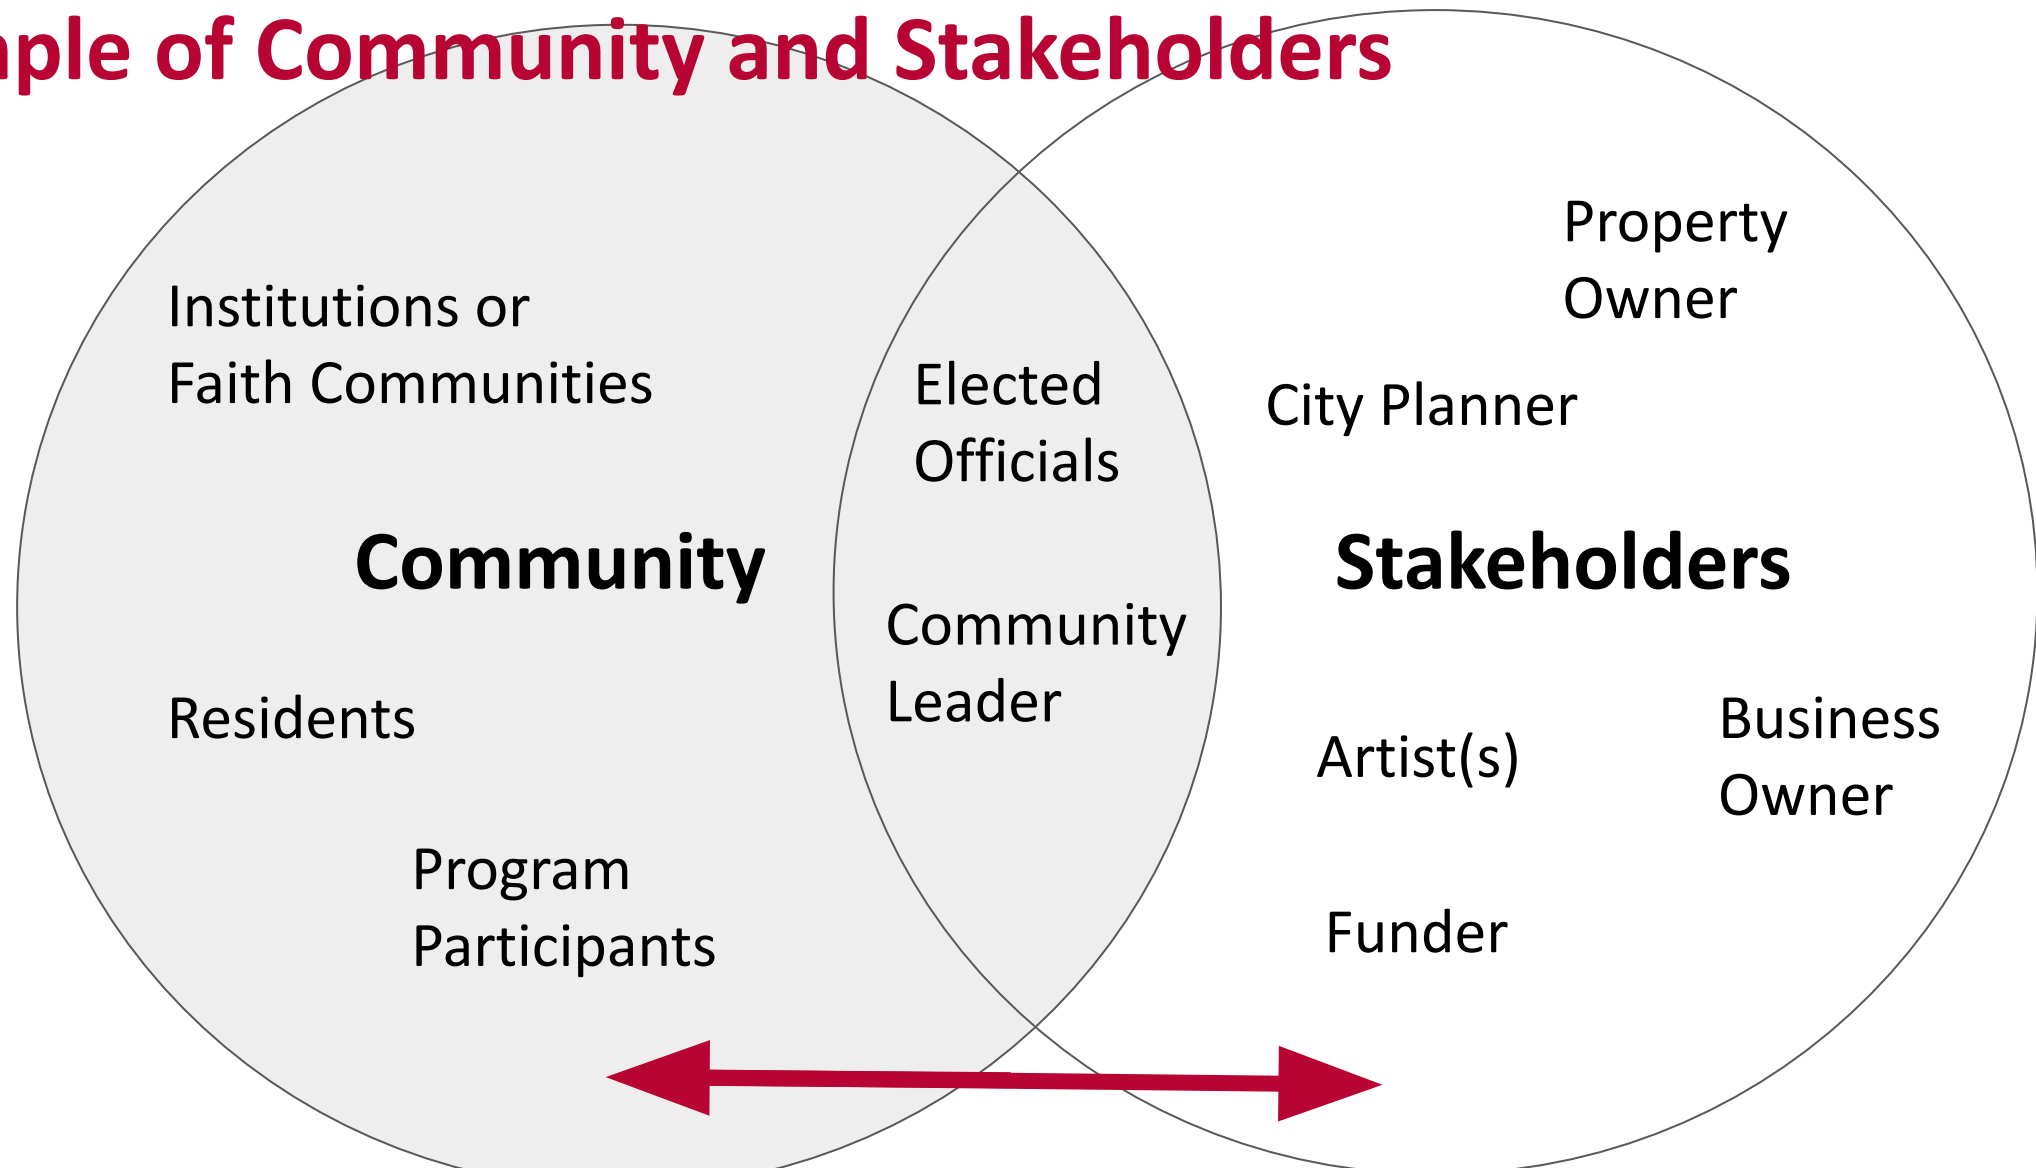 ple of Community and Stakeholders
Institutions or
Faith Communities
Community
Residents
Program
Participants
Elected
Officials
Community
Leader
Property
Owner
City Planner
Stakeholders
Artist(s)
Business
Owner
Funder